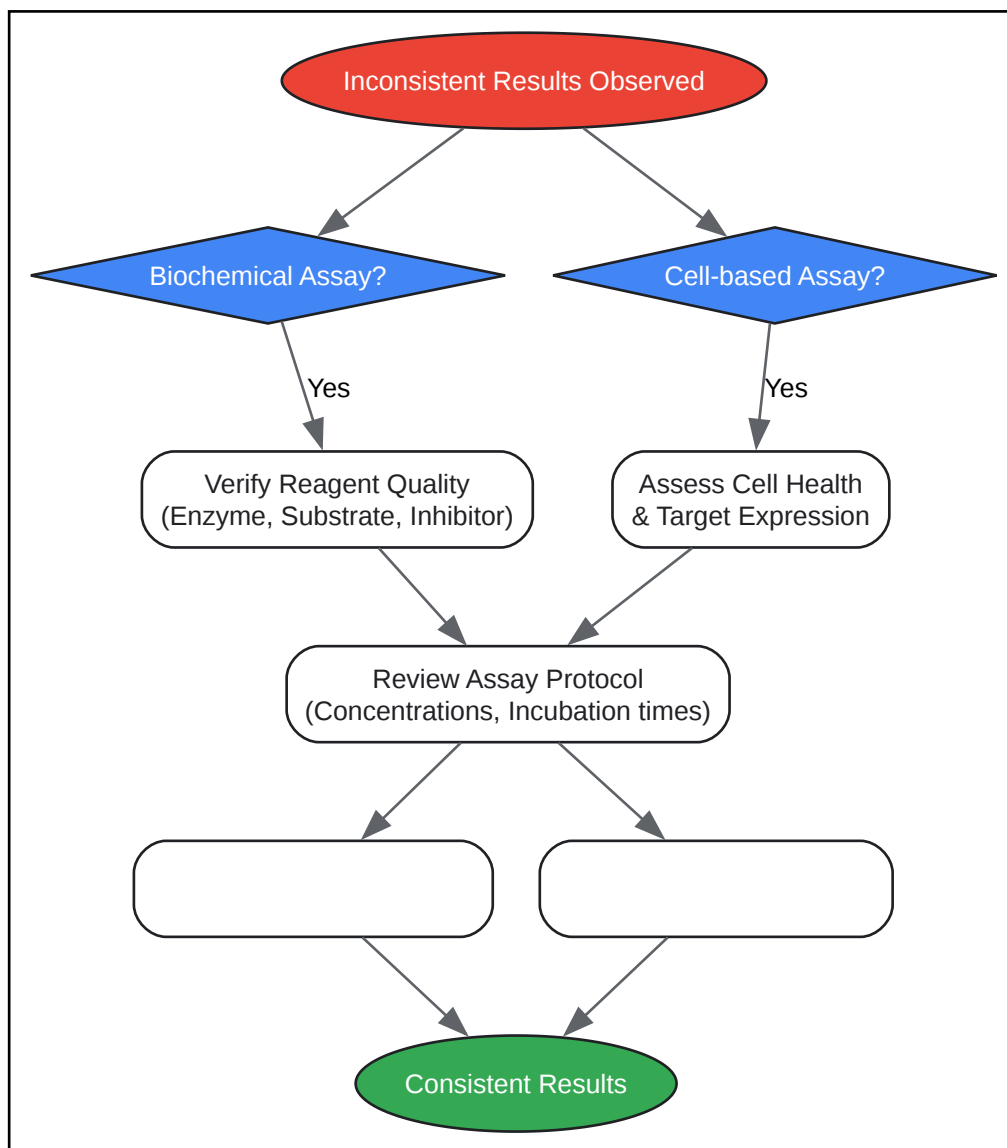 Inconsistent Results Observed
Biochemical Assay?
Cell-based Assay?
Yes
Yes
Verify Reagent Quality
(Enzyme, Substrate, Inhibitor)
Assess Cell Health
& Target Expression
Review Assay Protocol
(Concentrations, Incubation times)
Consistent Results